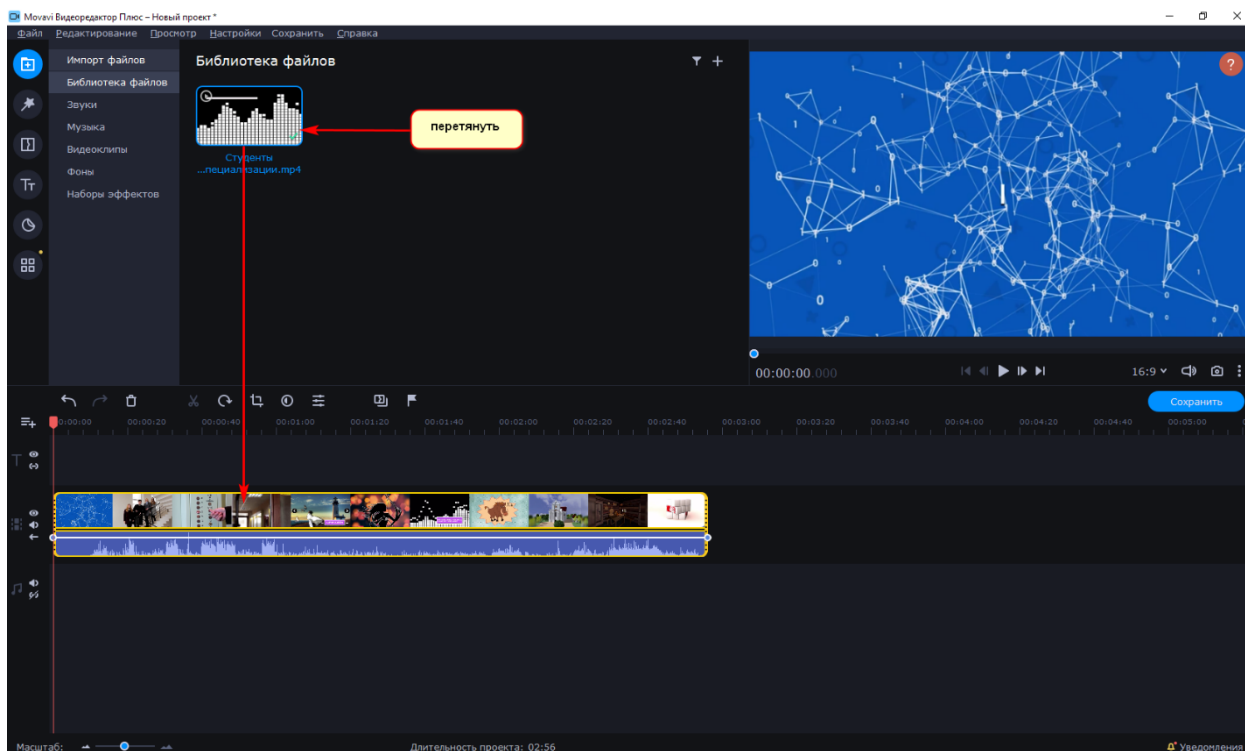 Movavi Видеоредактор Плюс – Новый проект *
Файл Редактирование Просмотр Настройки Сохранить Справка
Импорт файлов
Библиотека файлов
Звуки
Музыка
Видеоклипы
Фоны
Наборы эффектов
Библиотека файлов
Студенты
...пециализации.mp4
перетянуть
?
00:00:00.000
16:9
Сохранить
0:00:00 00:00:20 00:00:40 00:01:00 00:01:20 00:01:40 00:02:00 00:02:20 00:02:40 00:03:00 00:03:20 00:03:40 00:04:00 00:04:20 00:04:40 00:05:00
Масштаб:
Длительность проекта: 02:56
Уведомления